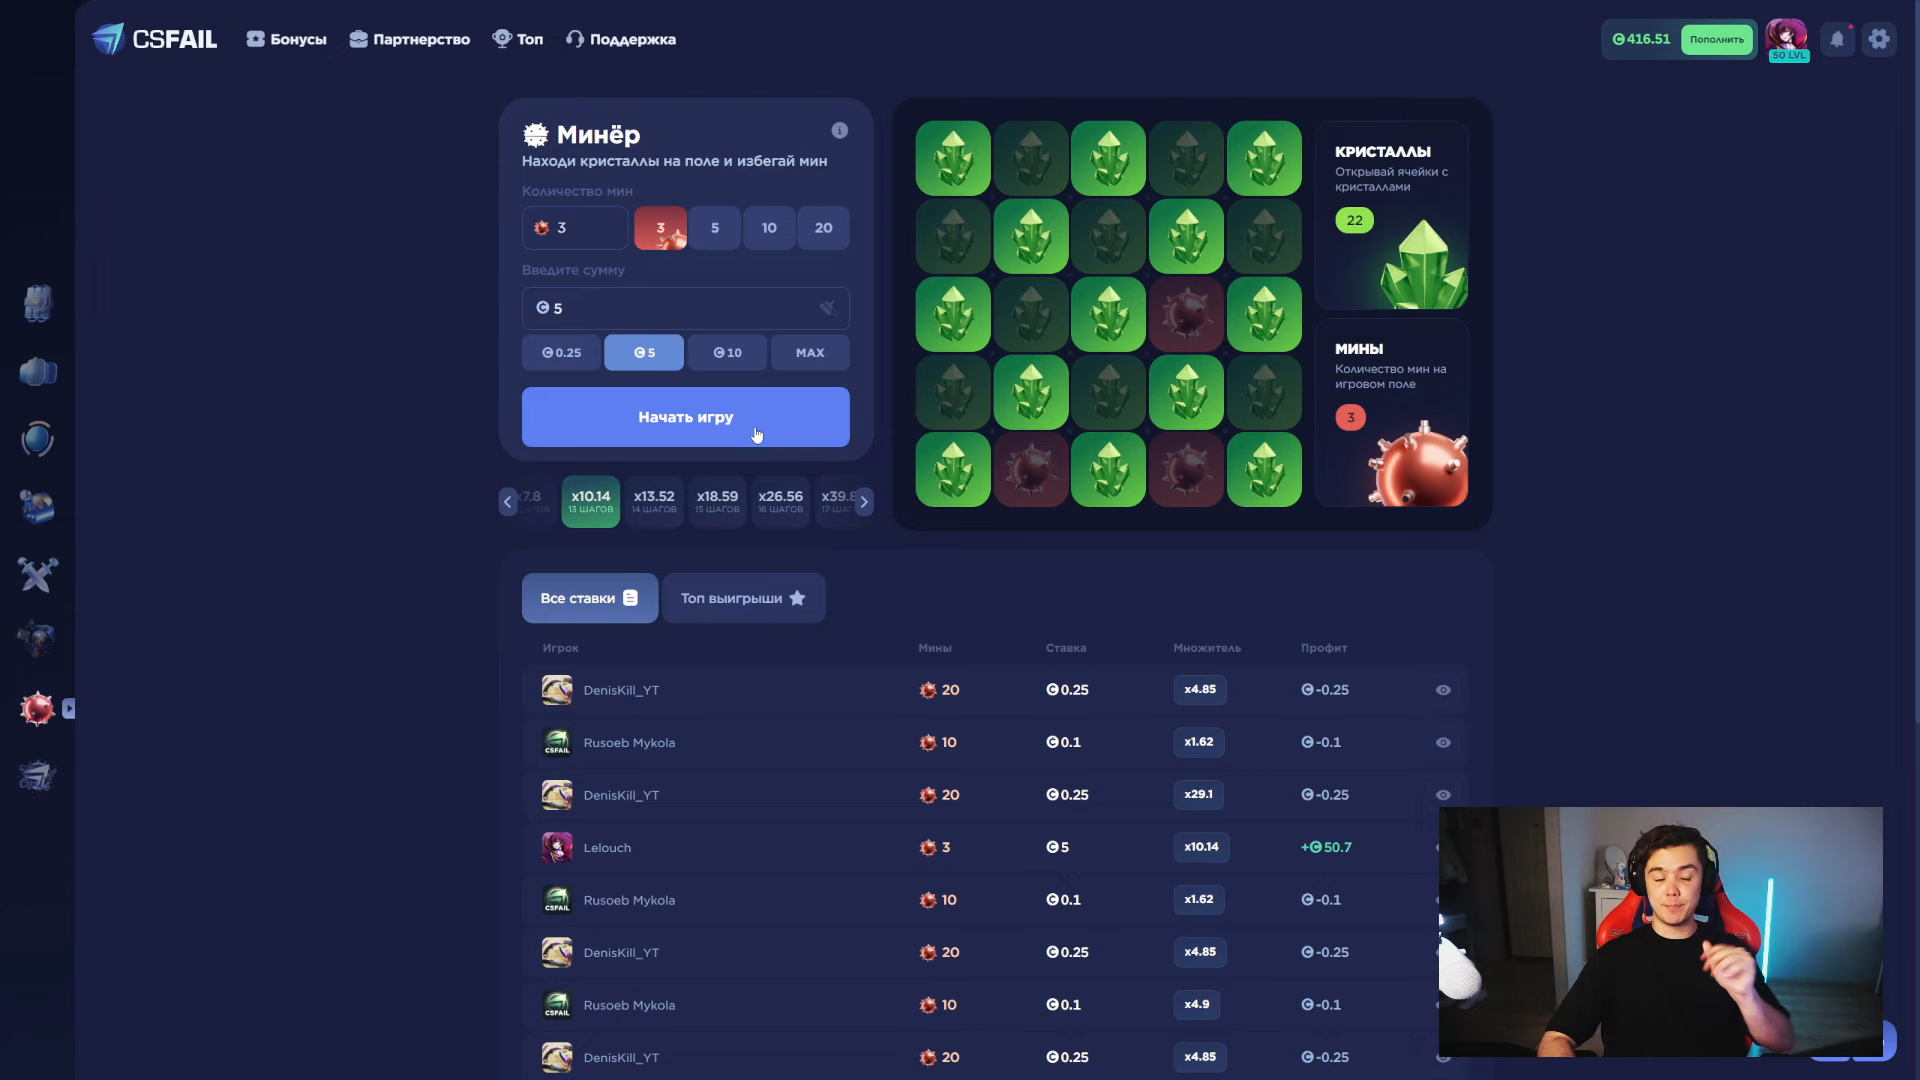 CSFAIL
Бонусы
Партнерство
Топ
Поддержка
416.51
Пополнить
50 LVL
Минёр
Находи кристаллы на поле и избегай мин
Количество мин
3
3
5
10
20
Введите сумму
5
0.25
5
10
MAX
Начать игру
x10.14
13 ШАГОВ
x13.52
14 ШАГОВ
x18.59
15 ШАГОВ
x26.56
16 ШАГОВ
КРИСТАЛЛЫ
Открывай ячейки с
кристаллами
22
МИНЫ
Количество мин на
игровом поле
3
Все ставки
Топ выигрыши
Игрок Мины Ставка Множитель Профит
DenisKill_YT 20 0.25 x4.85 -0.25
CSFAIL Rusoeb Mykola 10 0.1 x1.62 -0.1
DenisKill_YT 20 0.25 x29.1 -0.25
Lelouch 3 5 x10.14 +50.7
CSFAIL Rusoeb Mykola 10 0.1 x1.62 -0.1
DenisKill_YT 20 0.25 x4.85 -0.25
CSFAIL Rusoeb Mykola 10 0.1 x4.9 -0.1
DenisKill_YT 20 0.25 x4.85 -0.25